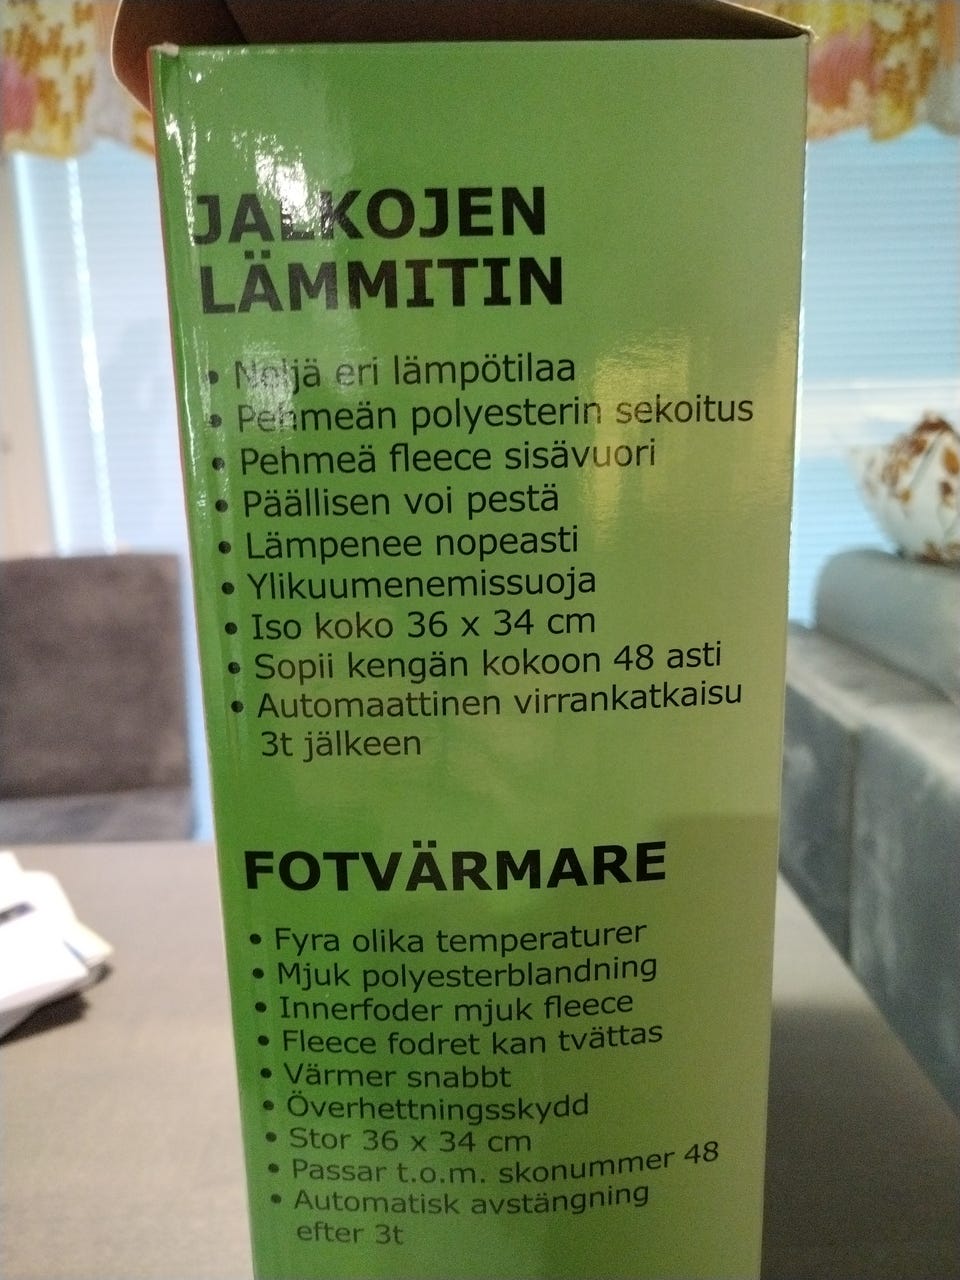 JALKOJEN
LÄMMITIN
• Neljä eri lämpötilaa
• Pehmeän polyesterin sekoitus
• Pehmeä fleece sisävuori
• Päällisen voi pestä
• Lämpenee nopeasti
• Ylikuumenemissuoja
• Iso koko 36 x 34 cm
• Sopii kengän kokoon 48 asti
• Automaattinen virrankatkaisu
3t jälkeen
FOTVÄRMARE
• Fyra olika temperaturer
• Mjuk polyesterblandning
• Innerfoder mjuk fleece
• Fleece fodret kan tvättas
• Värmer snabbt
• Överhettningsskydd
• Stor 36 x 34 cm
• Passar t.o.m. skonummer 48
• Automatisk avstängning
efter 3t